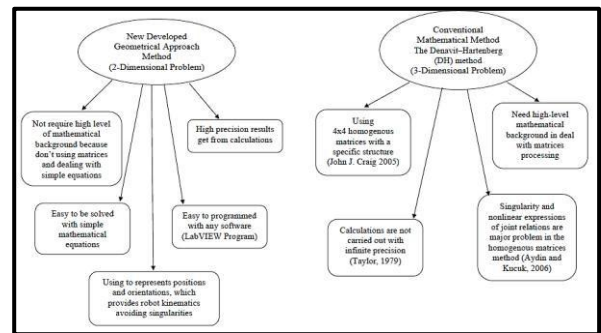 New Developed
Geometrical Approach
Method
(2-Dimensional Problem)
Not require high level
of mathematical
background because
don't using matrices
and dealing with
simple equations
High precision results
get from calculations
Easy to be solved
with simple
mathematical
equations
Easy to programmed
with any software
(LabVIEW Program)
Using to represents positions
and orientations, which
provides robot kinematics
avoiding singularities
Conventional
Mathematical Method
The Denavit–Hartenberg
(DH) method
(3-Dimensional Problem)
Using
4x4 homogenous
matrices with a
specific structure
(John J. Craig 2005)
Need high-level
mathematical
background in deal
with matrices
processing
Calculations are not
carried out with
infinite precision
(Taylor, 1979)
Singularity and
nonlinear expressions
of joint relations are
major problem in the
homogenous matrices
method (Aydin and
Kucuk, 2006)